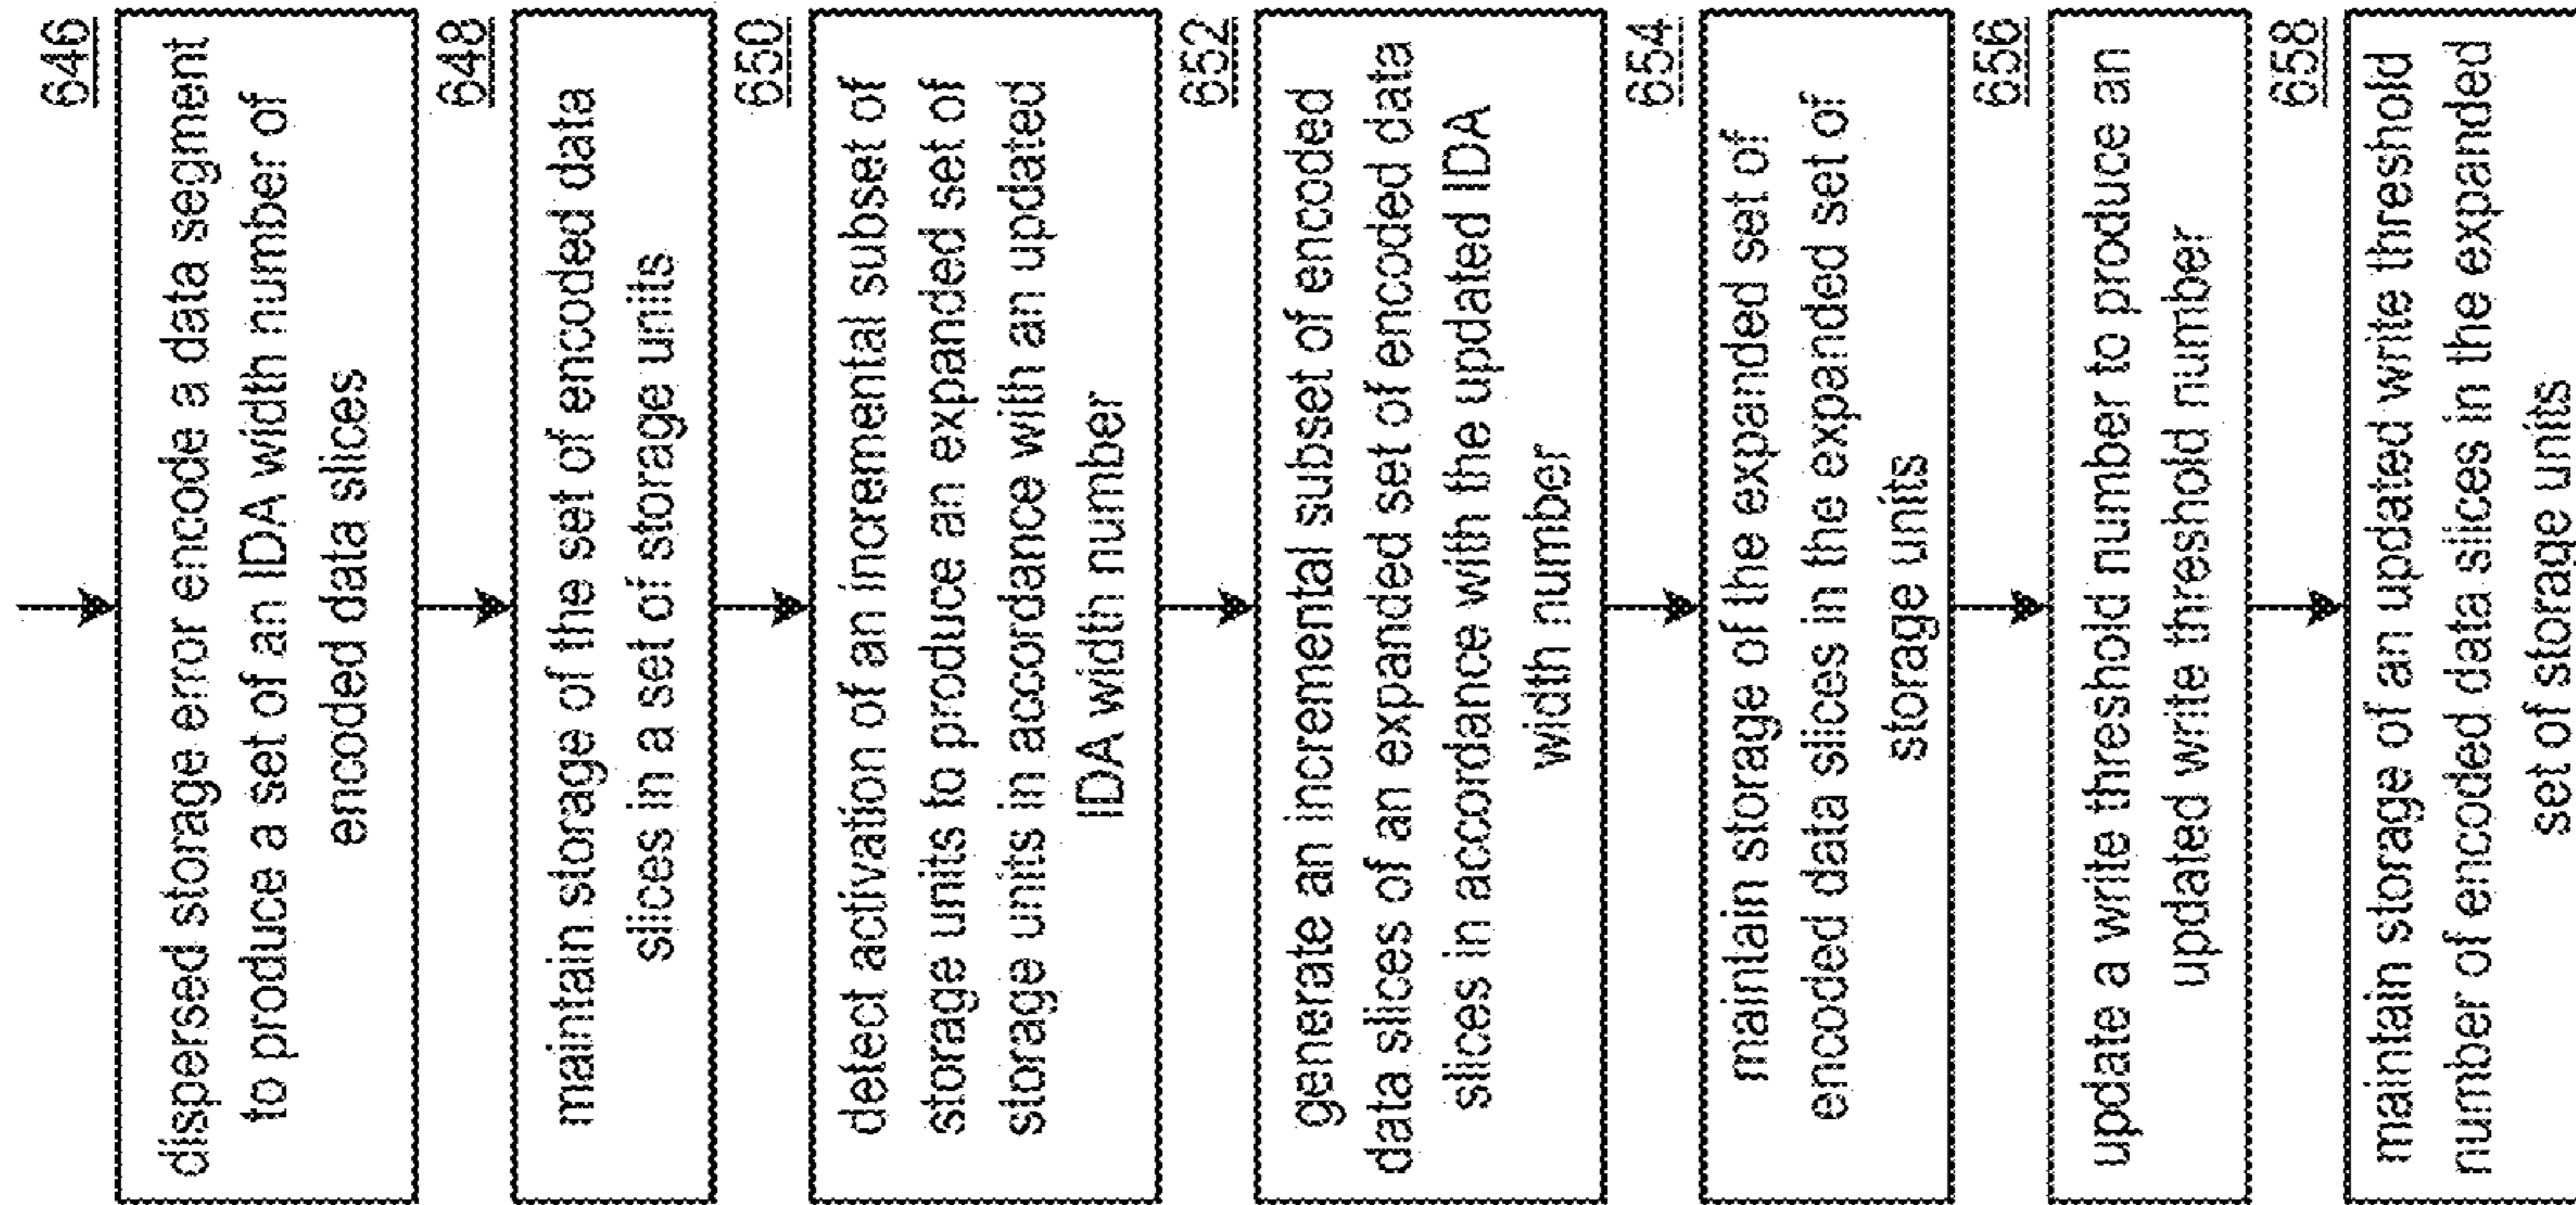 646
dispersed storage error encode a data segment
to produce a set of an IDA width number of
encoded data slices
648
maintain storage of the set of encoded data
slices in a set of storage units
650
detect activation of an incremental subset of
storage units to produce an expanded set of
storage units in accordance with an updated
IDA width number
652
generate an incremental subset of encoded
data slices of an expanded set of encoded data
slices in accordance with the updated IDA
width number
654
maintain storage of the expanded set of
encoded data slices in the expanded set of
storage units
656
update a write threshold number to produce an
updated write threshold number
658
maintain storage of an updated write threshold
number of encoded data slices in the expanded
set of storage units